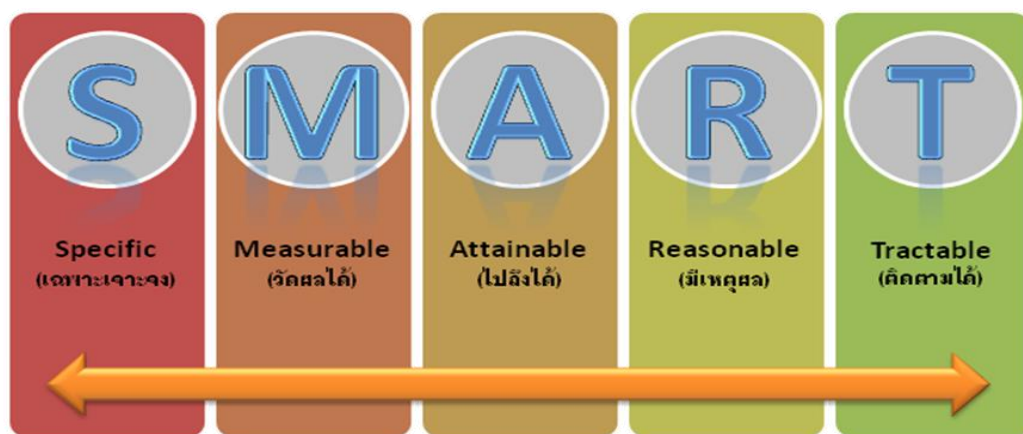 S M A R T
Specific Measurable Attainable Reasonable Tractable
(เฉพาะเจาะจง) (วัดผลได้) (ไปถึงได้) (มีเหตุผล) (ติดตามได้)